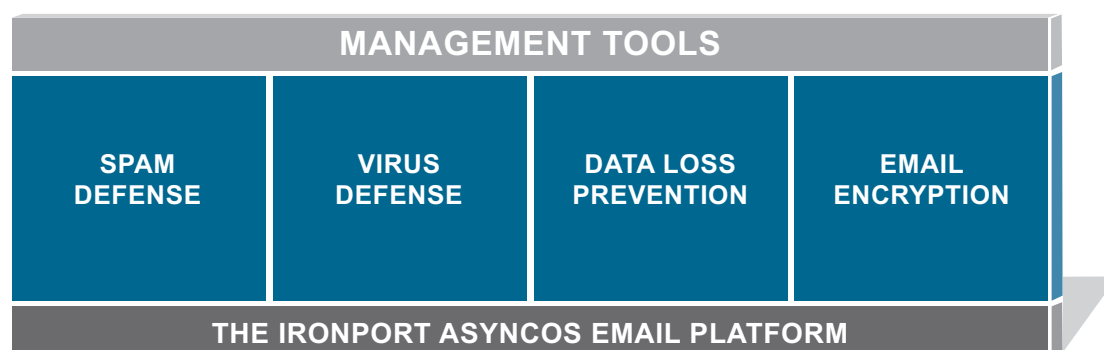 MANAGEMENT TOOLS
SPAM
DEFENSE
VIRUS
DEFENSE
DATA LOSS
PREVENTION
EMAIL
ENCRYPTION
THE IRONPORT ASYNCOS EMAIL PLATFORM